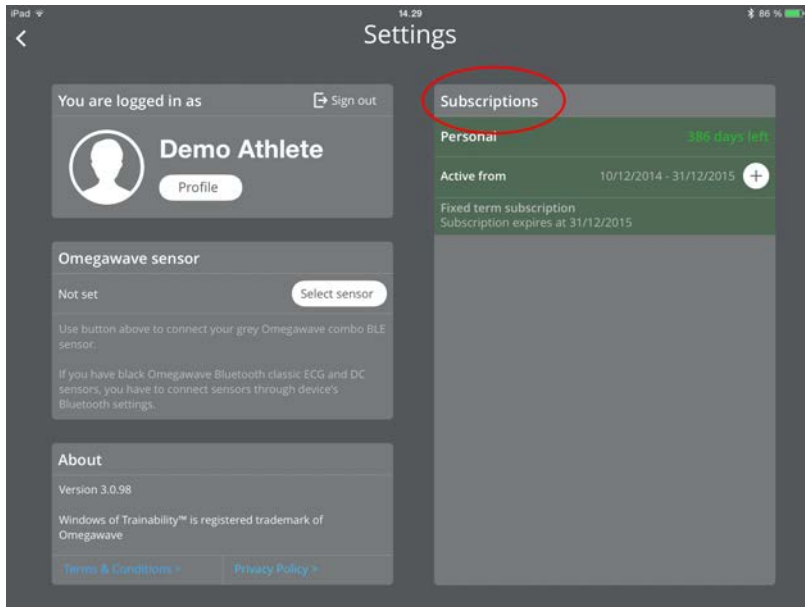 iPad
14.29
86 %
Settings
You are logged in as
Sign out
Demo Athlete
Profile
Omegawave sensor
Not set
Select sensor
Use button above to connect your grey Omegawave combo BLE
sensor.
If you have black Omegawave Bluetooth classic ECG and DC
sensors, you have to connect sensors through device's
Bluetooth settings.
About
Version 3.0.98
Windows of Trainability™ is registered trademark of
Omegawave
Terms & Conditions >
Privacy Policy >
Subscriptions
Personal
386 days left
Active from
10/12/2014 - 31/12/2015
Fixed term subscription
Subscription expires at 31/12/2015